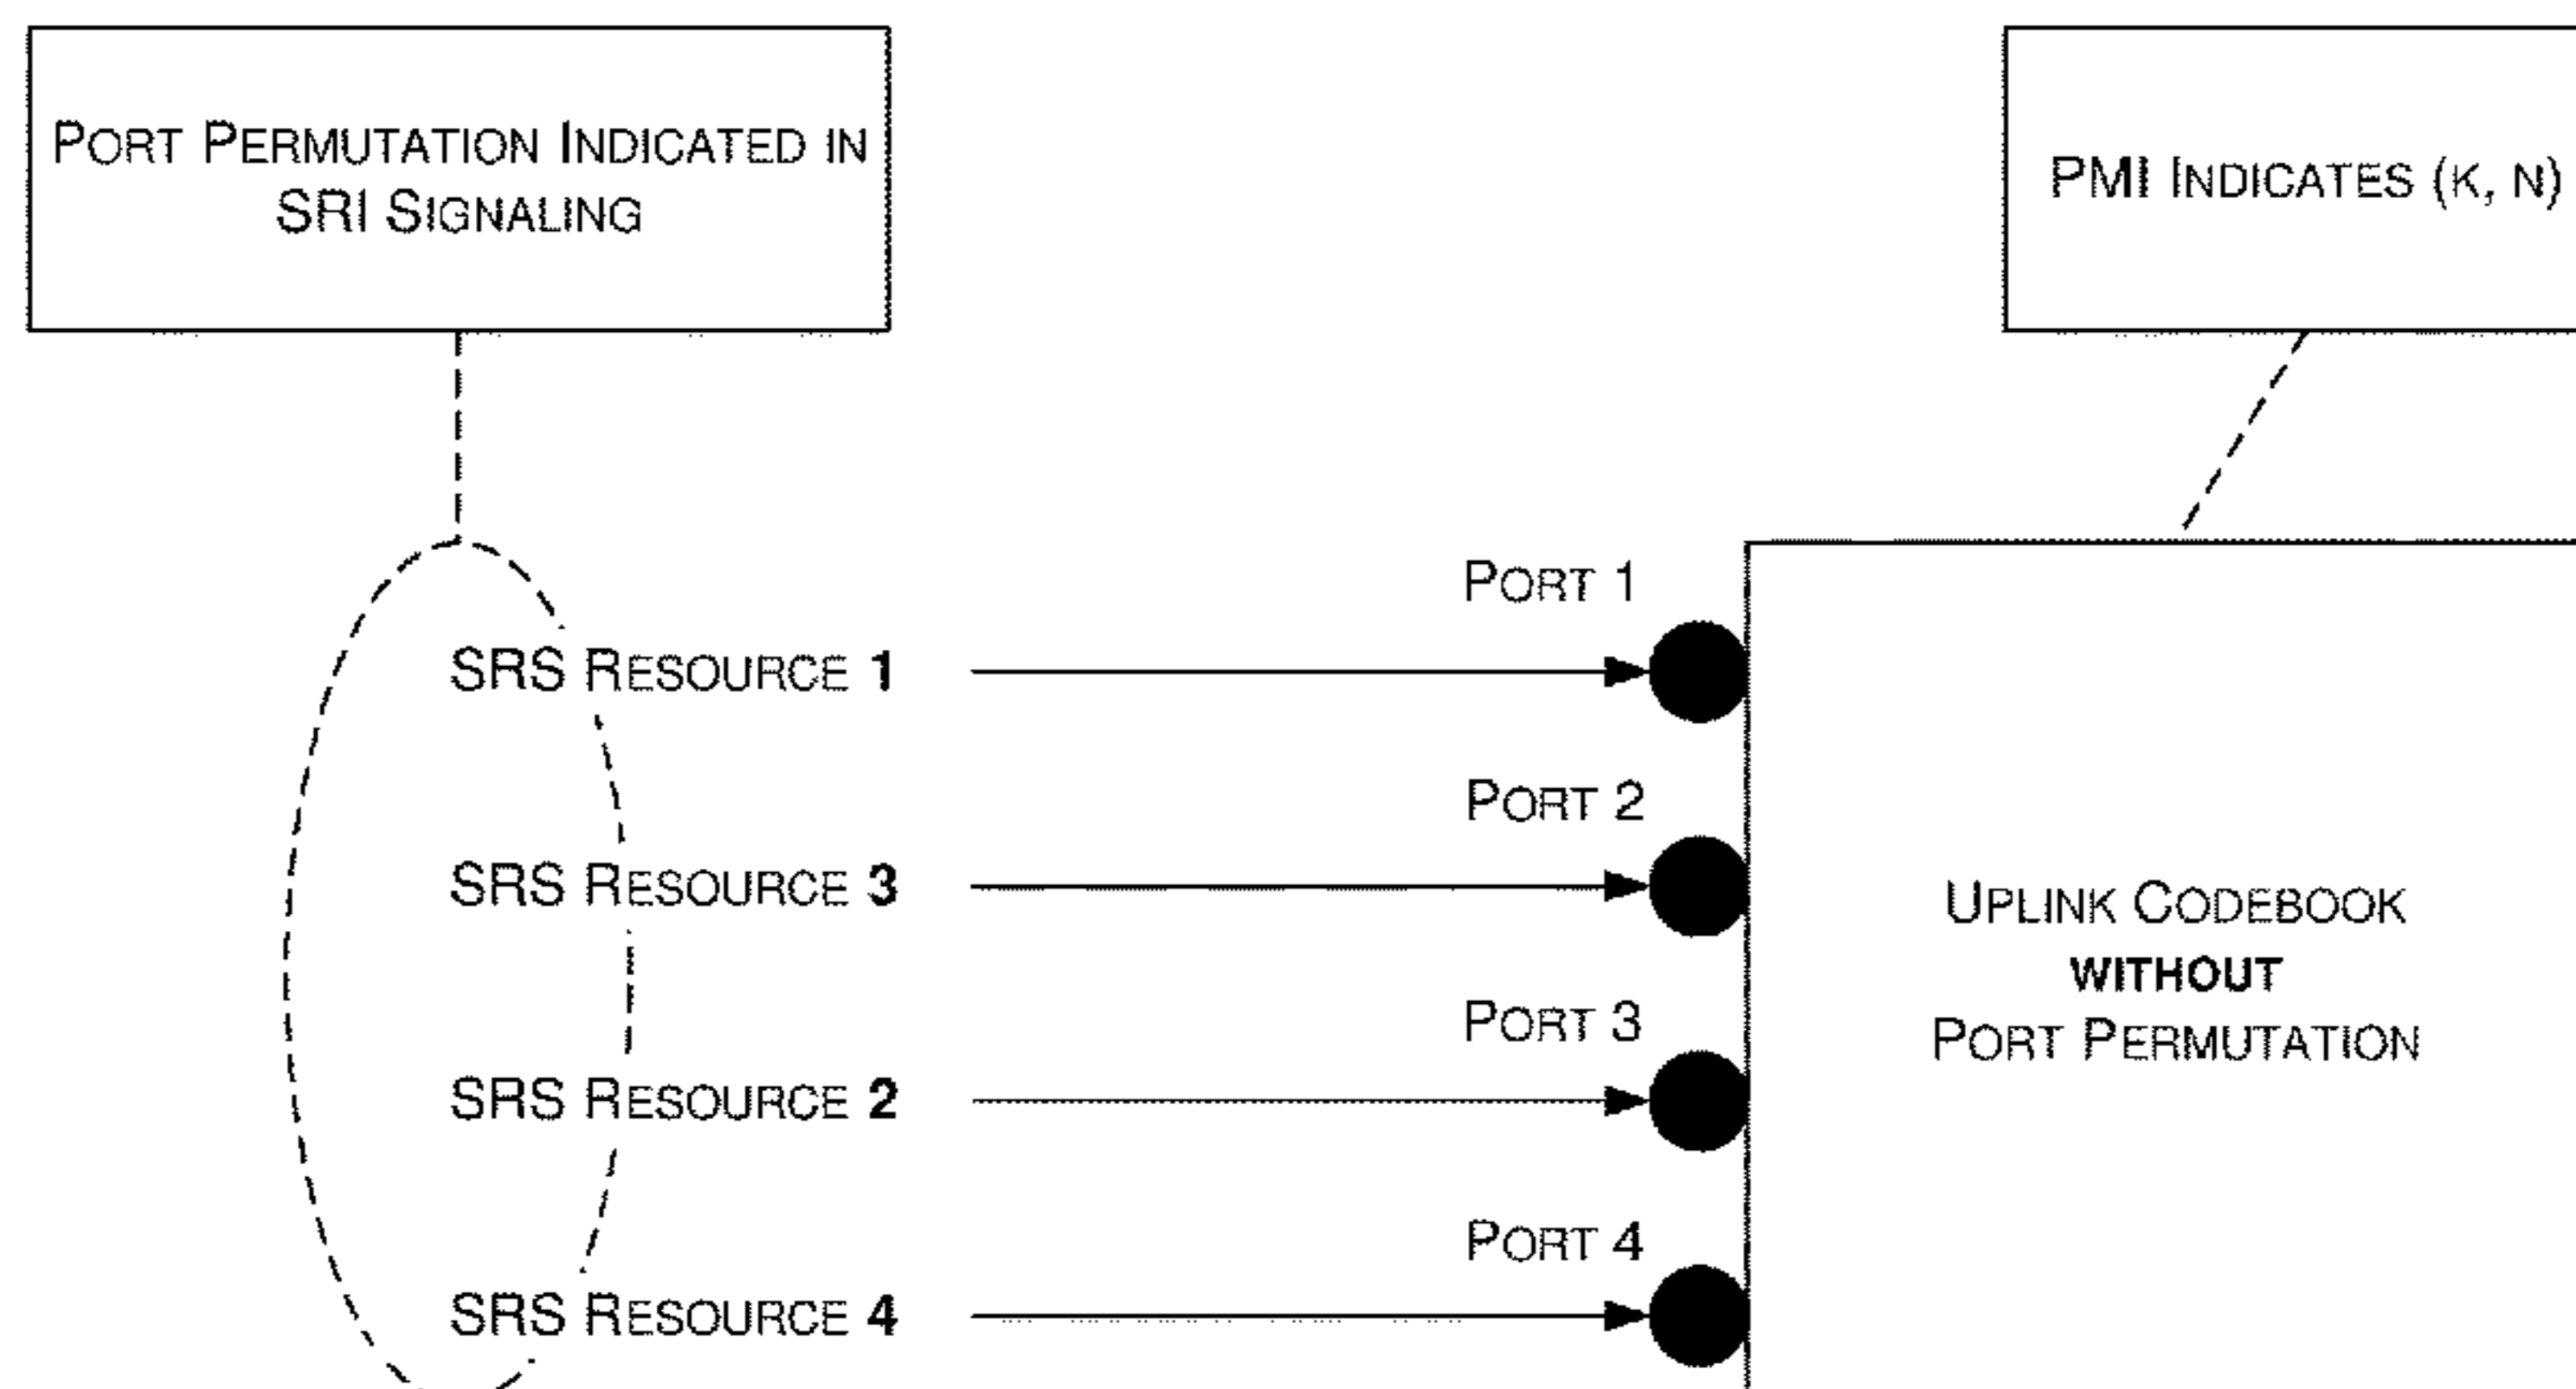 PORT PERMUTATION INDICATED IN
SRI SIGNALING
PMI INDICATES (K, N)
PORT 1
SRS RESOURCE 1
PORT 2
SRS RESOURCE 3
PORT 3
SRS RESOURCE 2
PORT 4
SRS RESOURCE 4
UPLINK CODEBOOK
WITHOUT
PORT PERMUTATION